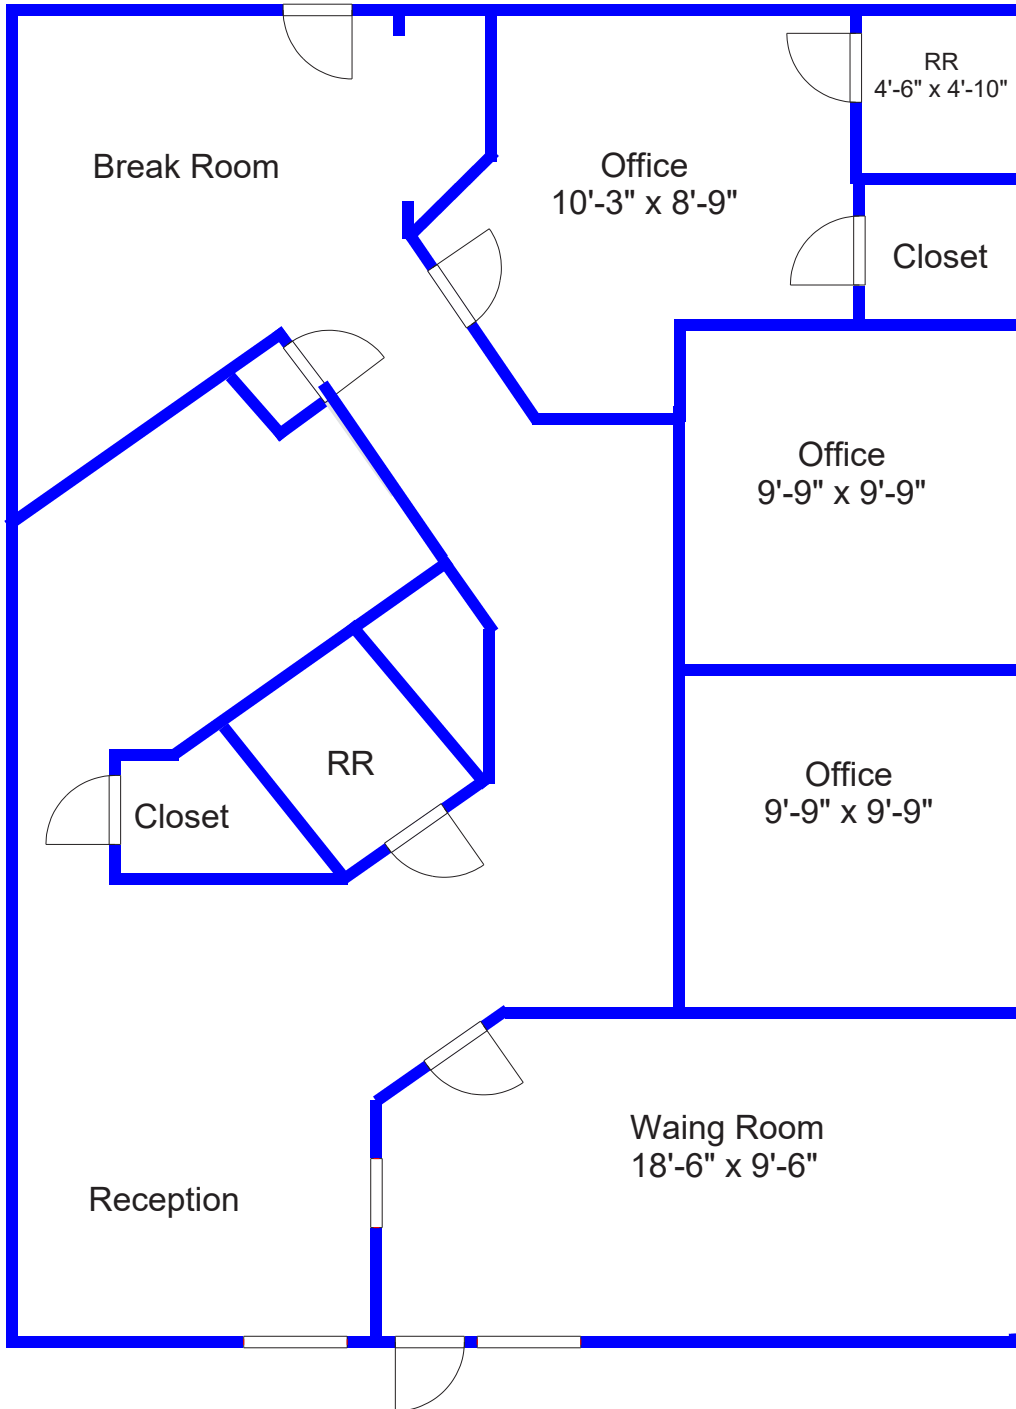 RR
4'-6" x 4'-10"
Break Room
Office
10'-3" x 8'-9"
Closet
Office
9'-9" x 9'-9"
RR
Closet
Office
9'-9" x 9'-9"
Waing Room
18'-6" x 9'-6"
Reception